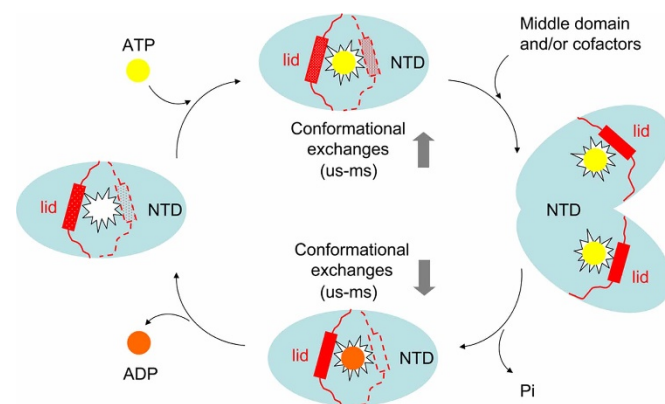 ATP
lid
NTD
Middle domain
and/or cofactors
Conformational
exchanges
(us-ms)
lid
NTD
lid
NTD
lid
Conformational
exchanges
(us-ms)
lid
NTD
ADP
Pi